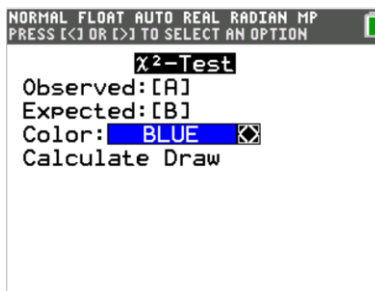 NORMAL FLOAT AUTO REAL RADIAN MP
PRESS [<] OR [>] TO SELECT AN OPTION
χ²-Test
Observed:[A]
Expected:[B]
Color: BLUE
Calculate Draw